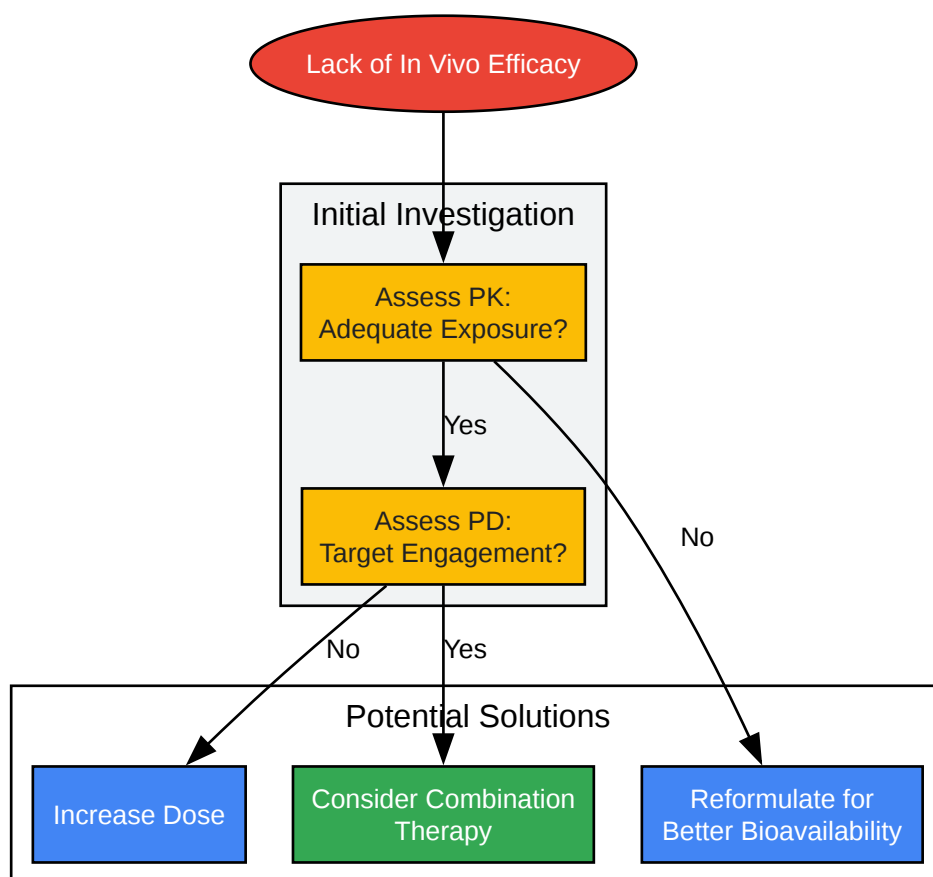 Lack of In Vivo Efficacy
Initial Investigation
Assess PK:
Adequate Exposure?
Yes
Assess PD:
Target Engagement?
No
No
Yes
Potential Solutions
Increase Dose
Consider Combination
Therapy
Reformulate for
Better Bioavailability